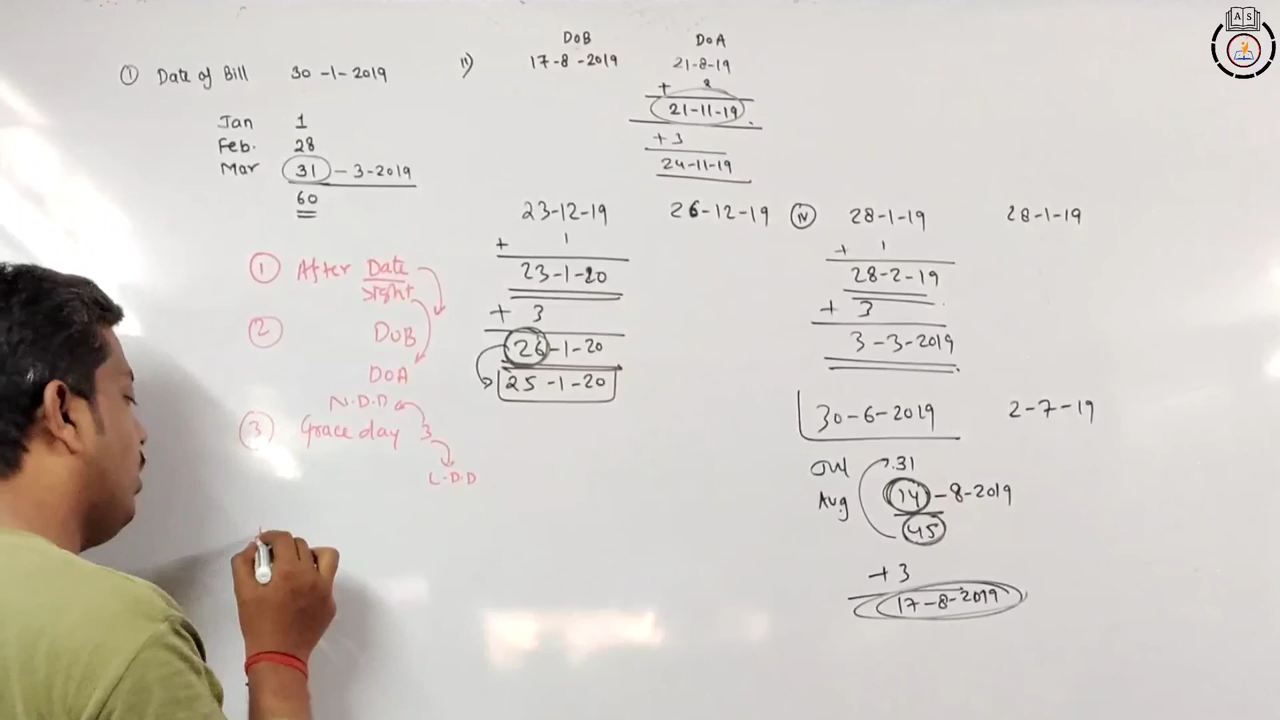 ① Date of Bill 30-1-2019
Jan 1
Feb. 28
Mar 31 - 3-2019
60
① After Date
Sight
② DOB
DOA
N.D.D
③ Grace day 3
L.D.D
11)
DOB DOA
17-8-2019 21-8-19
+
21-11-19
+3
24-11-19
23-12-19 26-12-19
+ 1
23-1-20
+ 3
26-1-20
25-1-20
iv 28-1-19 28-1-19
+ 1
28-2-19
+ 3
3-3-2019
30-6-2019 2-7-19
31
Aug 14 - 8-2019
45
+3
17-8-2019
A S